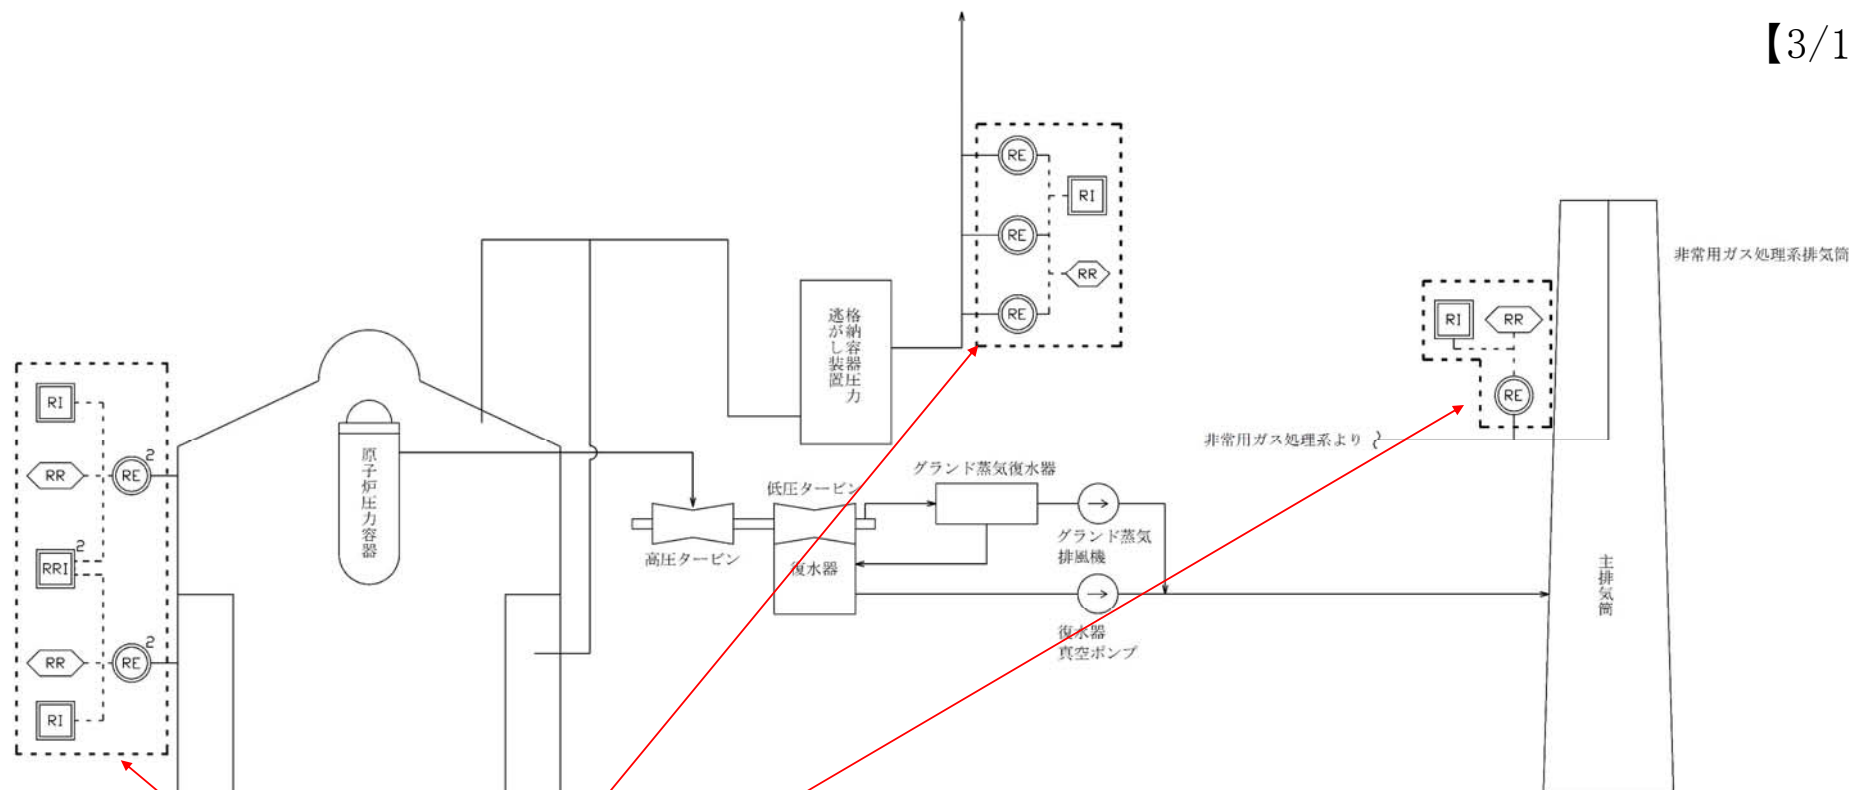 【3/1
RE
RI
RE
RR
RE
格納容器圧力
逃がし装置
非常用ガス処理系排気筒
RI
RR
RE
非常用ガス処理系より
RI
RR
RE
2
RRI
2
RR
RE
2
RI
原子炉圧力容器
高圧タービン
低圧タービン
復水器
グランド蒸気復水器
グランド蒸気
排風機
復水器
真空ポンプ
主排気筒